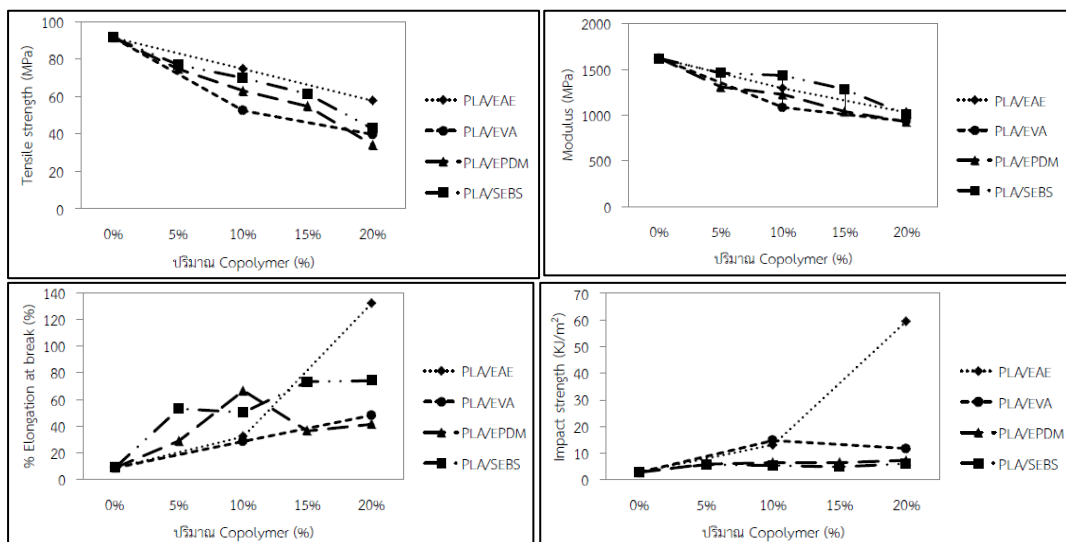 Tensile strength (MPa)
100
80
60
40
20
0
0% 5% 10% 15% 20%
ปริมาณ Copolymer (%)
PLA/EAE
PLA/EVA
PLA/EPDM
PLA/SEBS
Modulus (MPa)
2000
1500
1000
500
0
0% 5% 10% 15% 20%
ปริมาณ Copolymer (%)
PLA/EAE
PLA/EVA
PLA/EPDM
PLA/SEBS
% Elongation at break (%)
140
120
100
80
60
40
20
0
0% 5% 10% 15% 20%
ปริมาณ Copolymer (%)
PLA/EAE
PLA/EVA
PLA/EPDM
PLA/SEBS
Impact strength (KJ/m²)
70
60
50
40
30
20
10
0
0% 5% 10% 15% 20%
ปริมาณ Copolymer (%)
PLA/EAE
PLA/EVA
PLA/EPDM
PLA/SEBS